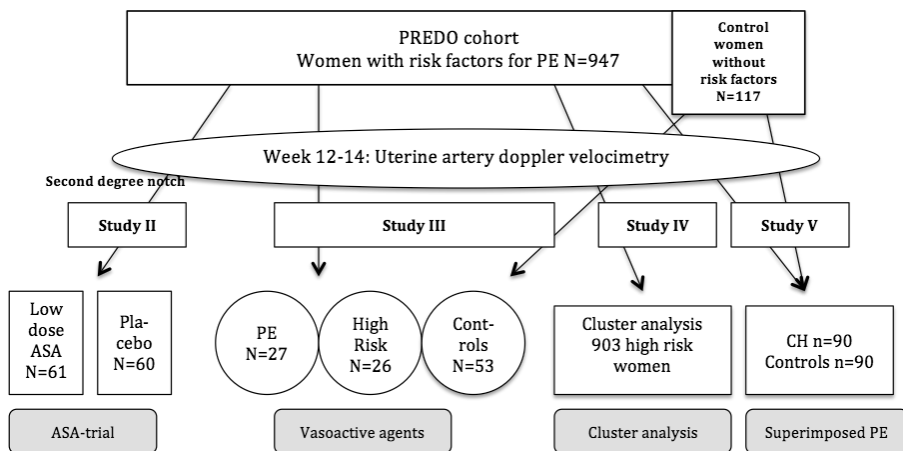 PREDO cohort
Women with risk factors for PE N=947
Control
women
without
risk factors
N=117
Week 12-14: Uterine artery doppler velocimetry
Second degree notch
Study II
Study III
Study IV
Study V
Low
dose
ASA
N=61
Pla-
cebo
N=60
PE
N=27
High
Risk
N=26
Cont-
rols
N=53
Cluster analysis
903 high risk
women
CH n=90
Controls n=90
ASA-trial
Vasoactive agents
Cluster analysis
Superimposed PE